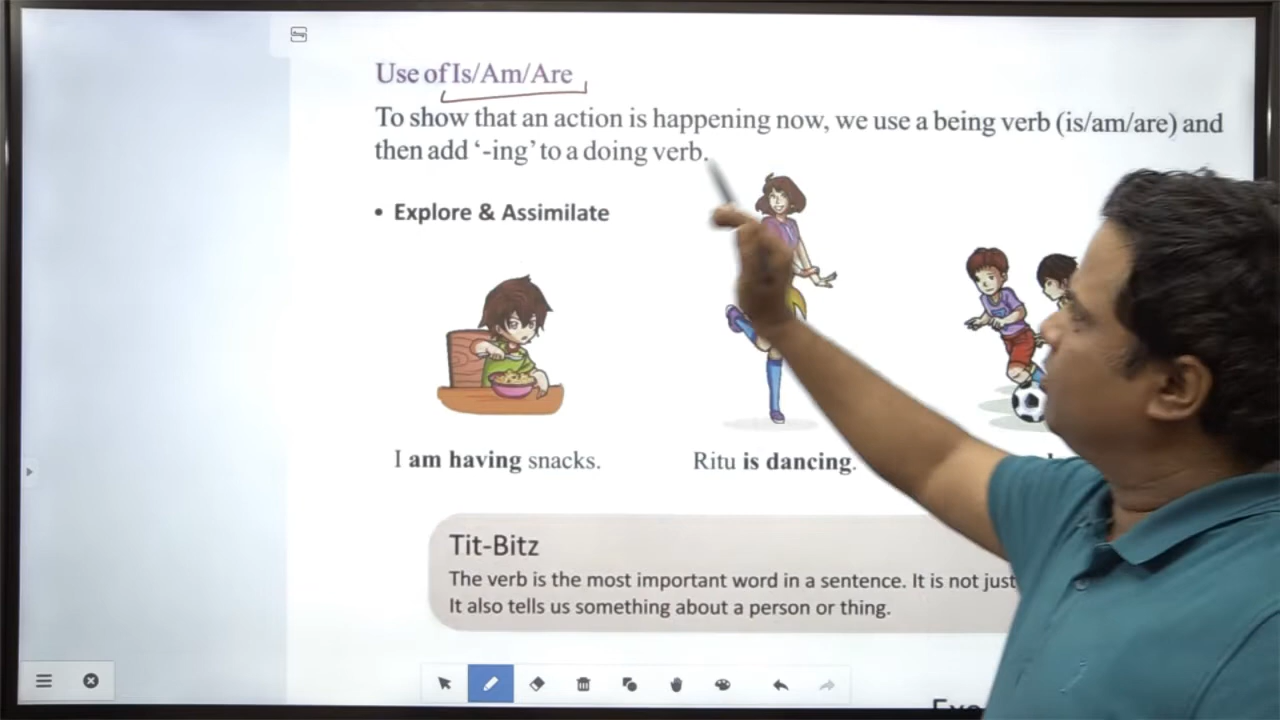 Use of Is/Am/Are
To show that an action is happening now, we use a being verb (is/am/are) and
then add ‘-ing’ to a doing verb.
• Explore & Assimilate
I am having snacks.
Ritu is dancing.
Tit-Bitz
The verb is the most important word in a sentence. It is not just
It also tells us something about a person or thing.